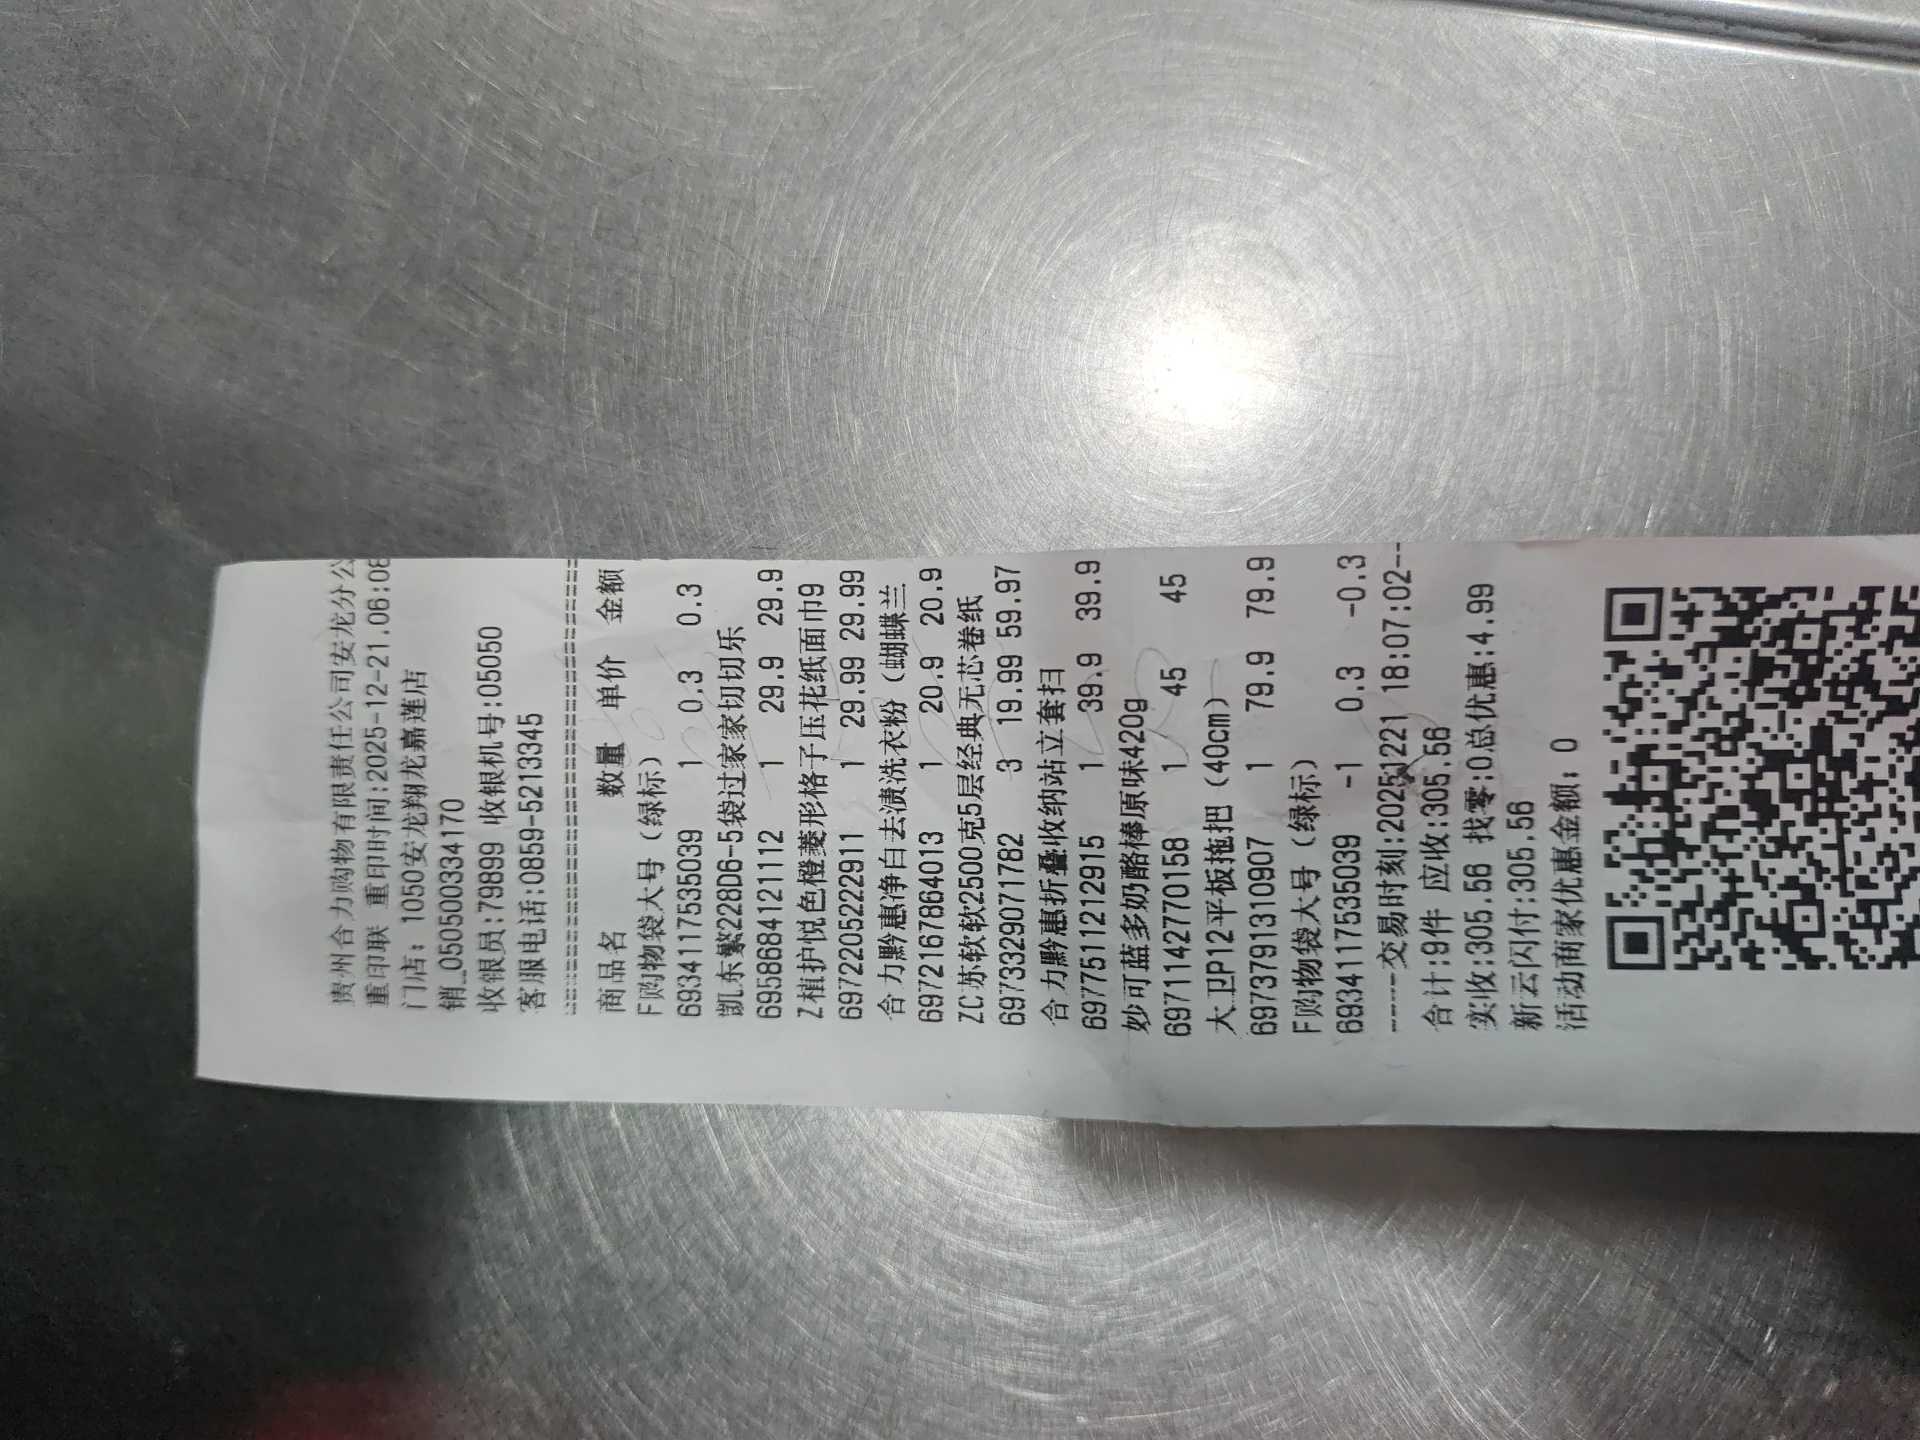 贵州合力购物有限责任公司安龙分公
重印联 重印时间:2025-12-21.06:08
门店: 1050安龙翔龙嘉莲店
销_050500334170
收银员:79899 收银机号:05050
客服电话:0859-5213345
商品名 数量 单价 金额
F购物袋大号(绿标)
6934117535039 1 0.3 0.3
凯东繁228D6-5袋过家家切切乐
6958684121112 1 29.9 29.9
Z植护悦色橙菱形格子压花纸面巾9
6972205222911 1 29.99 29.99
合力黔惠净白去渍洗衣粉(蝴蝶兰
6972167864013 1 20.9 20.9
ZC苏软软2500克5层经典无芯卷纸
6973329071782 3 19.99 59.97
合力黔惠折叠收纳站立套扫
6977511212915 1 39.9 39.9
妙可蓝多奶酪棒原味420g
6971142770158 1 45 45
大卫P12平板拖把(40cm)
6973791310907 1 79.9 79.9
F购物袋大号(绿标)
6934117535039 -1 0.3 -0.3
----交易时刻:20251221 18:07:02--
合计:9件 应收:305.56
实收:305.56 找零:0总优惠:4.99
新云闪付:305.56
活动商家优惠金额: 0